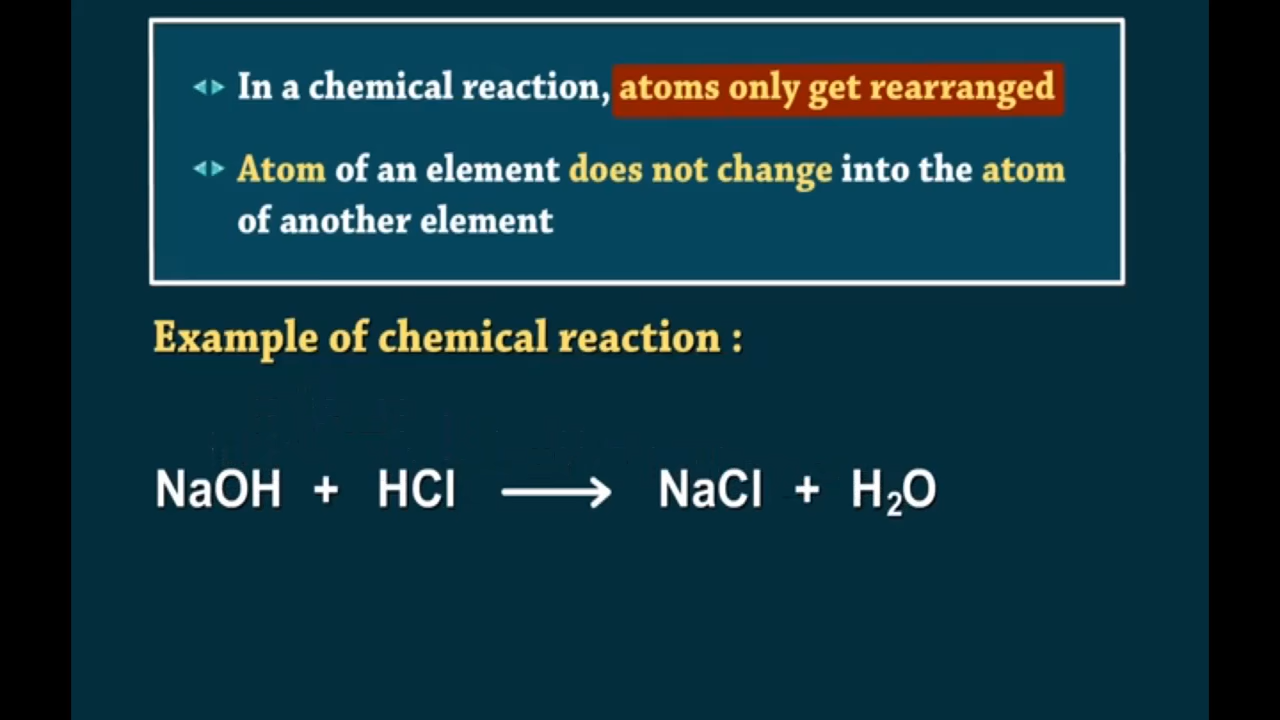 In a chemical reaction, atoms only get rearranged
Atom of an element does not change into the atom
of another element
Example of chemical reaction :
NaOH + HCl ⟶ NaCl + H₂O